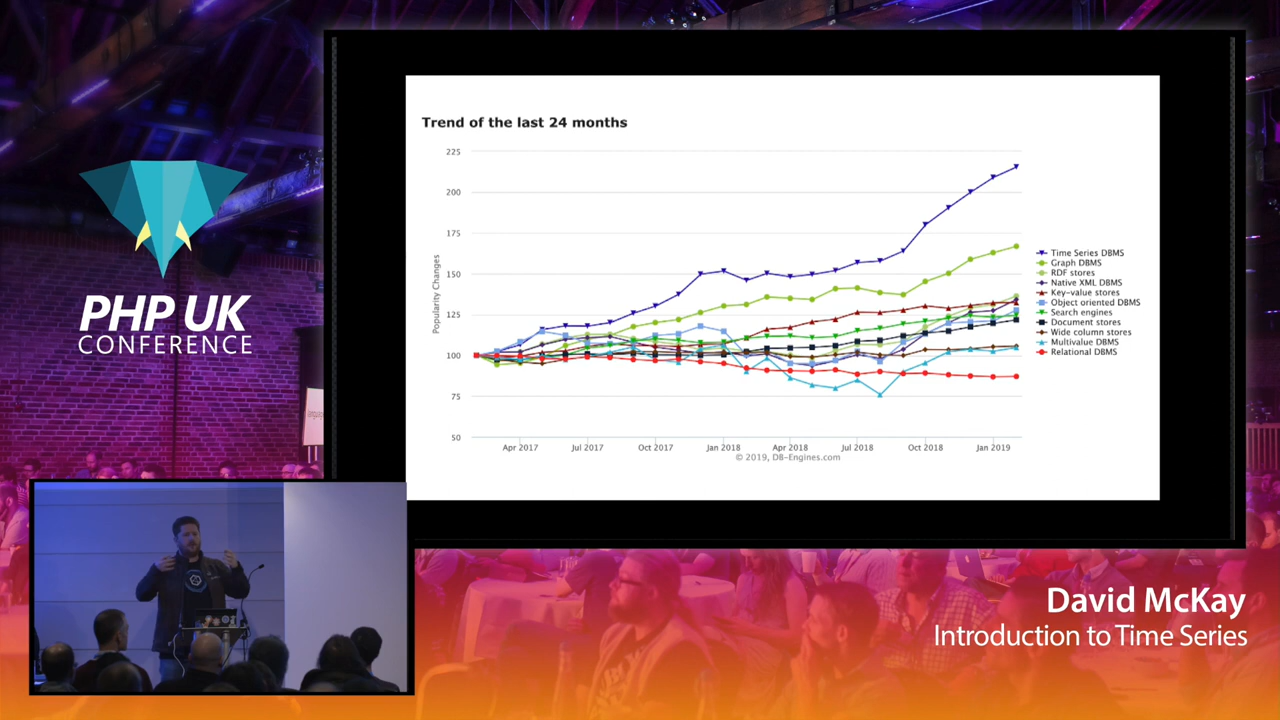 PHP UK
CONFERENCE
Trend of the last 24 months
225
200
175
150
125
100
75
50
Popularity Changes
Apr 2017
Jul 2017
Oct 2017
Jan 2018
Apr 2018
Jul 2018
Oct 2018
Jan 2019
© 2019, DB-Engines.com
Time Series DBMS
Graph DBMS
RDF stores
Native XML DBMS
Key-value stores
Object oriented DBMS
Search engines
Document stores
Wide column stores
Multivalue DBMS
Relational DBMS
David McKay
Introduction to Time Series